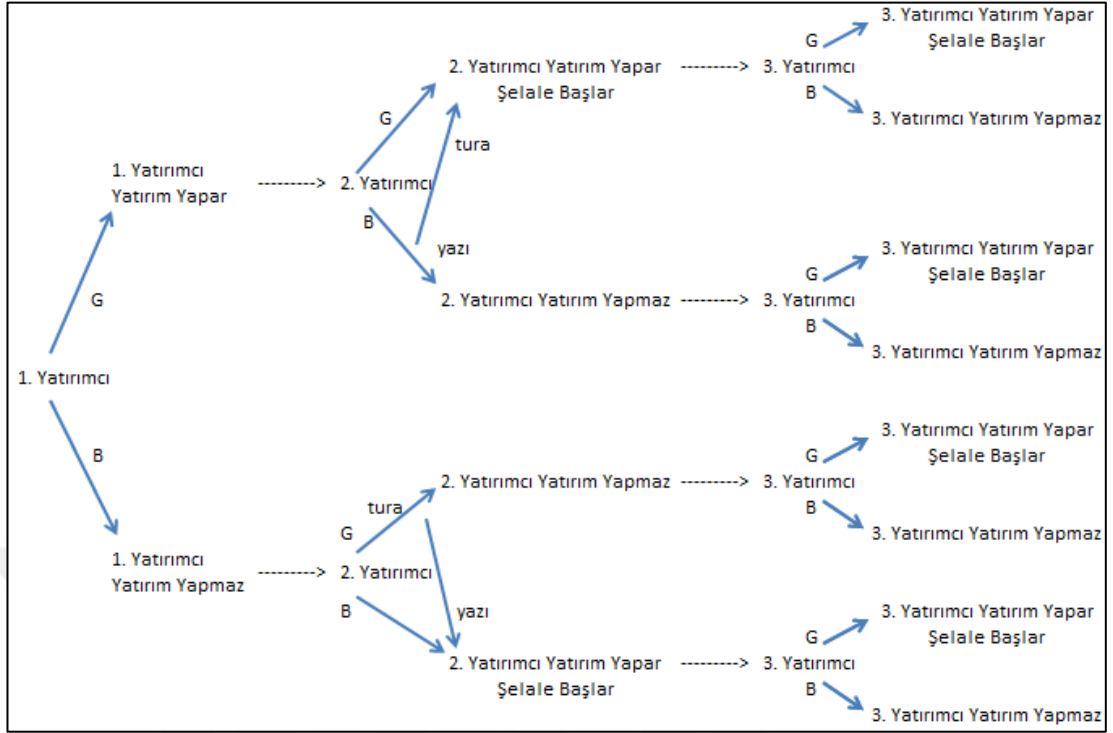 3. Yatırımcı Yatırım Yapar
Şelale Başlar
G
2. Yatırımcı Yatırım Yapar ---------> 3. Yatırımcı
Şelale Başlar
B
3. Yatırımcı Yatırım Yapmaz
G
tura
1. Yatırımcı
Yatırım Yapar
---------> 2. Yatırımcı
B
yazı
3. Yatırımcı Yatırım Yapar
Şelale Başlar
G
2. Yatırımcı Yatırım Yapmaz ---------> 3. Yatırımcı
B
3. Yatırımcı Yatırım Yapmaz
G
1. Yatırımcı
B
3. Yatırımcı Yatırım Yapar
Şelale Başlar
G
2. Yatırımcı Yatırım Yapmaz ---------> 3. Yatırımcı
B
3. Yatırımcı Yatırım Yapmaz
tura
G
1. Yatırımcı
Yatırım Yapmaz
---------> 2. Yatırımcı
B
yazı
3. Yatırımcı Yatırım Yapar
Şelale Başlar
G
2. Yatırımcı Yatırım Yapar ---------> 3. Yatırımcı
Şelale Başlar
B
3. Yatırımcı Yatırım Yapmaz